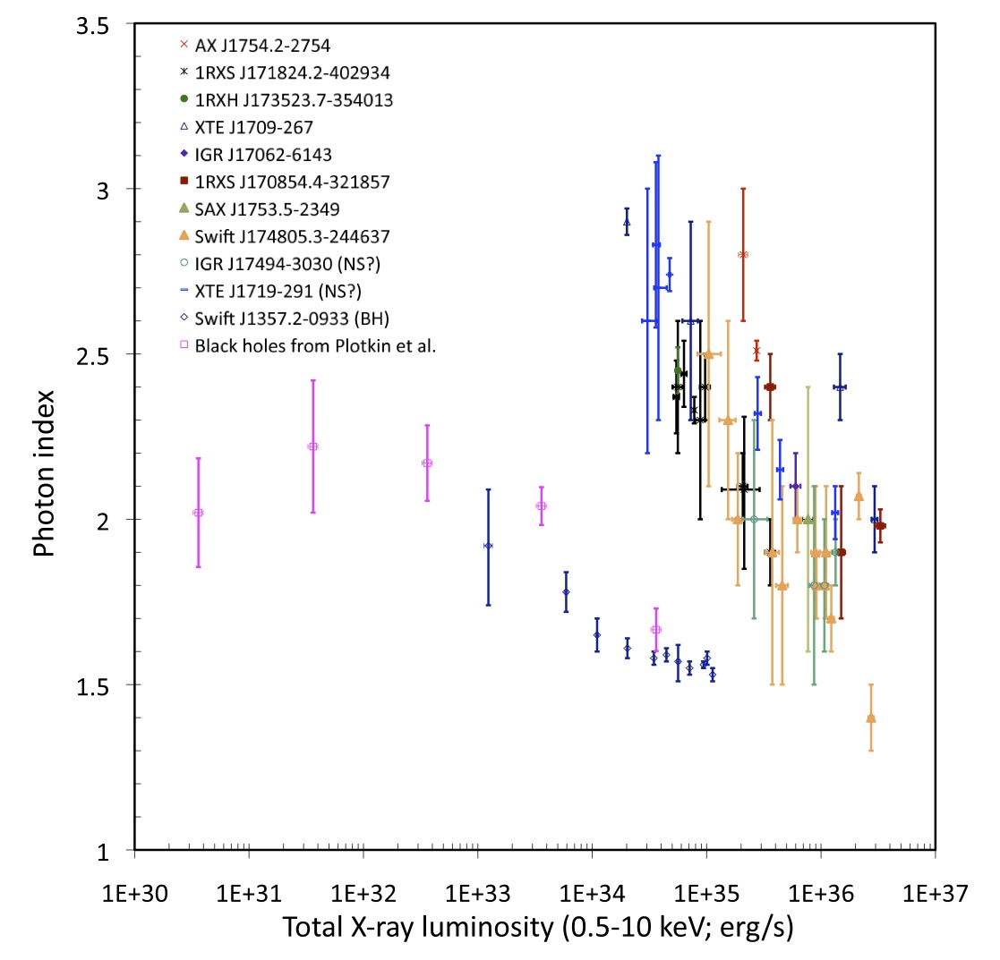 3.5
3
2.5
2
1.5
1
Photon index
AX J1754.2-2754
1RXS J171824.2-402934
1RXH J173523.7-354013
XTE J1709-267
IGR J17062-6143
1RXS J170854.4-321857
SAX J1753.5-2349
Swift J174805.3-244637
IGR J17494-3030 (NS?)
XTE J1719-291 (NS?)
Swift J1357.2-0933 (BH)
Black holes from Plotkin et al.
1E+30 1E+31 1E+32 1E+33 1E+34 1E+35 1E+36 1E+37
Total X-ray luminosity (0.5-10 keV; erg/s)